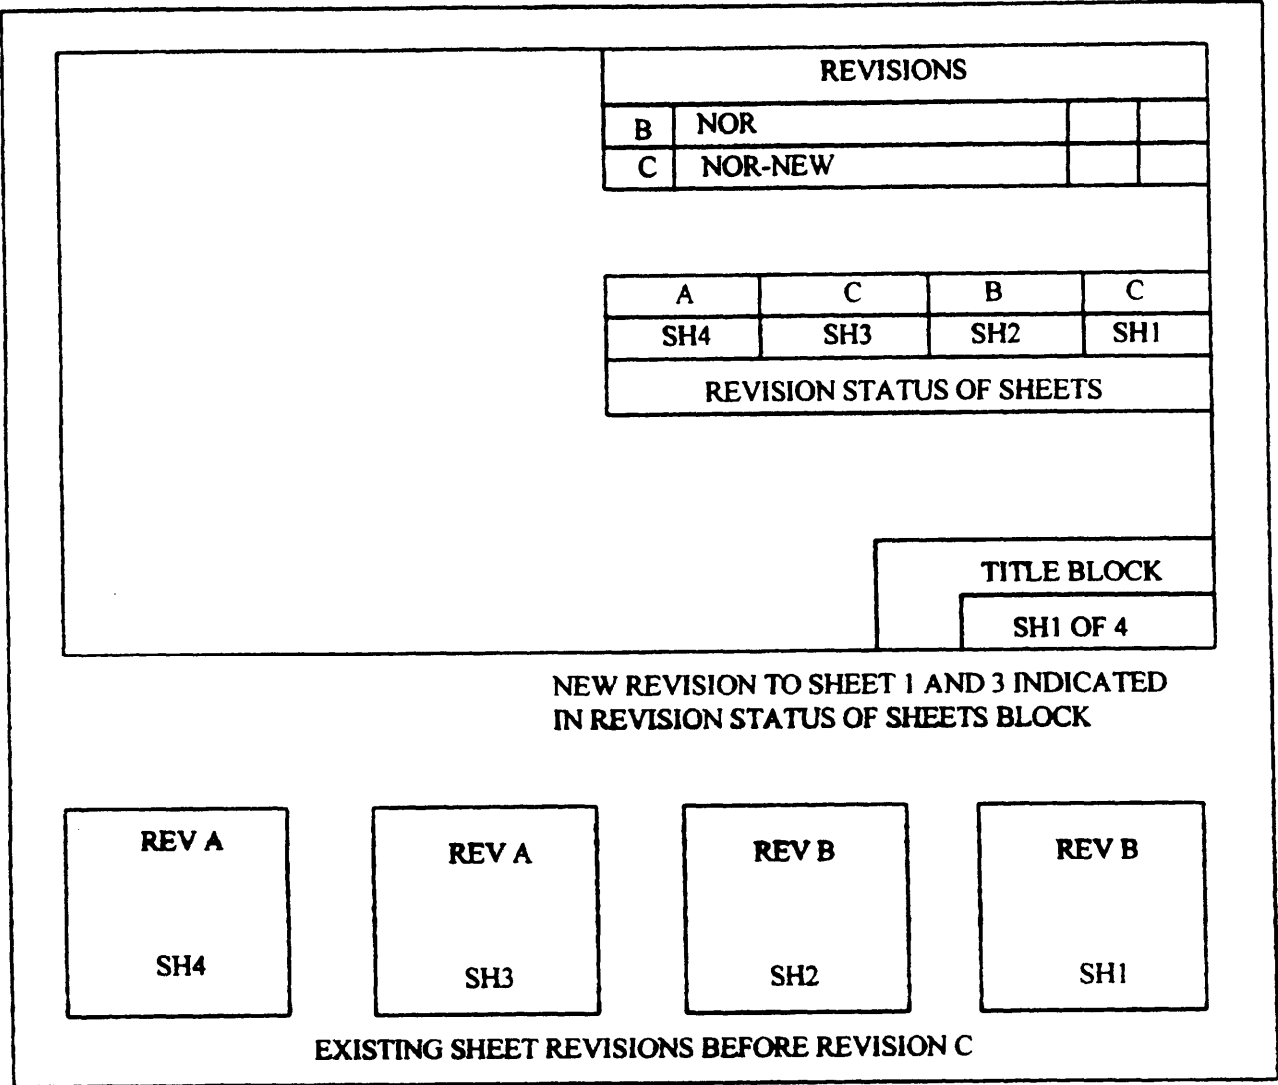 REVISIONS
B NOR
C NOR-NEW
A C B C
SH4 SH3 SH2 SH1
REVISION STATUS OF SHEETS
TITLE BLOCK
SH1 OF 4
NEW REVISION TO SHEET 1 AND 3 INDICATED
IN REVISION STATUS OF SHEETS BLOCK
REV A REV A REV B REV B
SH4 SH3 SH2 SH1
EXISTING SHEET REVISIONS BEFORE REVISION C